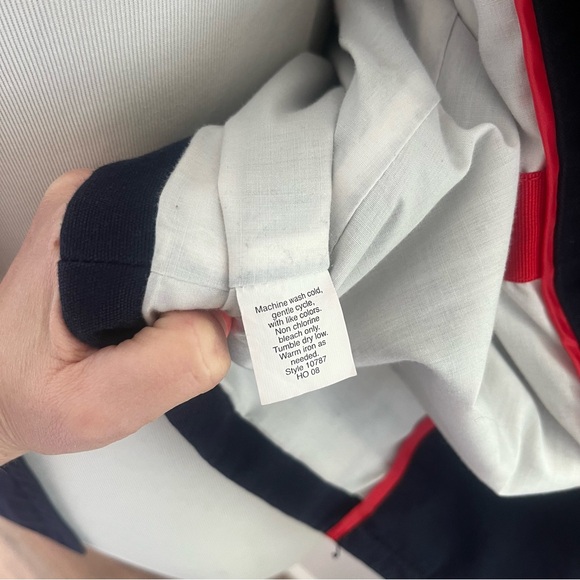 Machine wash cold,
gentle cycle,
with like colors.
Non chlorine
bleach only.
Tumble dry low.
Warm iron as
needed.
Style 10787
HO 08